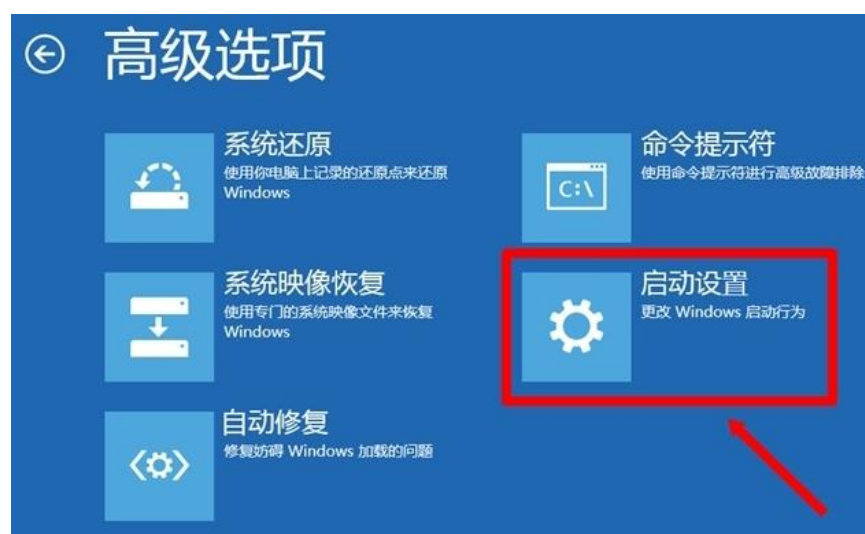 高级选项
系统还原
使用你电脑上记录的还原点来还原
Windows
命令提示符
使用命令提示符进行高级故障排除
C:\
系统映像恢复
使用专门的系统映像文件来恢复
Windows
启动设置
更改 Windows 启动行为
自动修复
修复妨碍 Windows 加载的问题